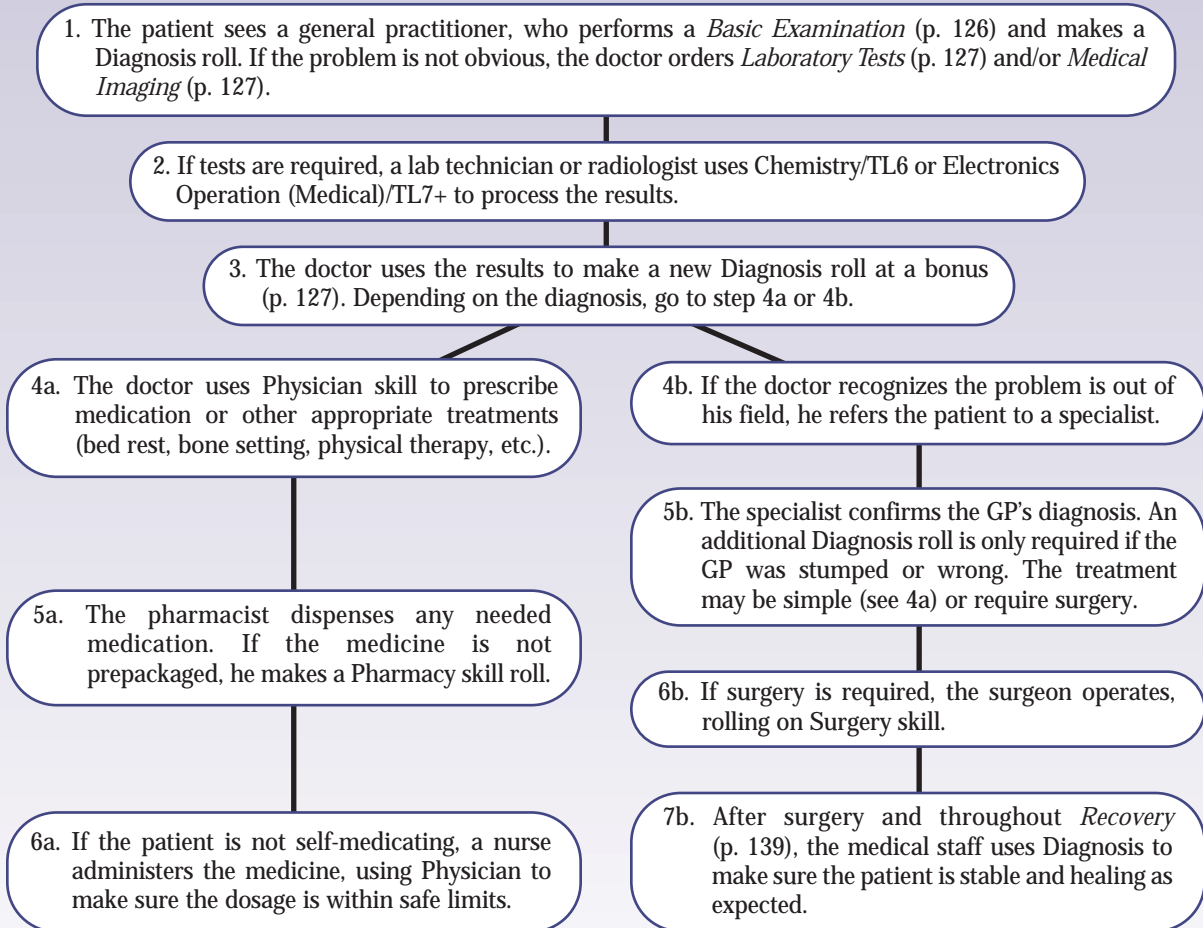 1. The patient sees a general practitioner, who performs a Basic Examination (p. 126) and makes a
Diagnosis roll. If the problem is not obvious, the doctor orders Laboratory Tests (p. 127) and/or Medical
Imaging (p. 127).
2. If tests are required, a lab technician or radiologist uses Chemistry/TL6 or Electronics
Operation (Medical)/TL7+ to process the results.
3. The doctor uses the results to make a new Diagnosis roll at a bonus
(p. 127). Depending on the diagnosis, go to step 4a or 4b.
4a. The doctor uses Physician skill to prescribe
medication or other appropriate treatments
(bed rest, bone setting, physical therapy, etc.).
5a. The pharmacist dispenses any needed
medication. If the medicine is not
prepackaged, he makes a Pharmacy skill roll.
6a. If the patient is not self-medicating, a nurse
administers the medicine, using Physician to
make sure the dosage is within safe limits.
4b. If the doctor recognizes the problem is out of
his field, he refers the patient to a specialist.
5b. The specialist confirms the GP's diagnosis. An
additional Diagnosis roll is only required if the
GP was stumped or wrong. The treatment
may be simple (see 4a) or require surgery.
6b. If surgery is required, the surgeon operates,
rolling on Surgery skill.
7b. After surgery and throughout Recovery
(p. 139), the medical staff uses Diagnosis to
make sure the patient is stable and healing as
expected.